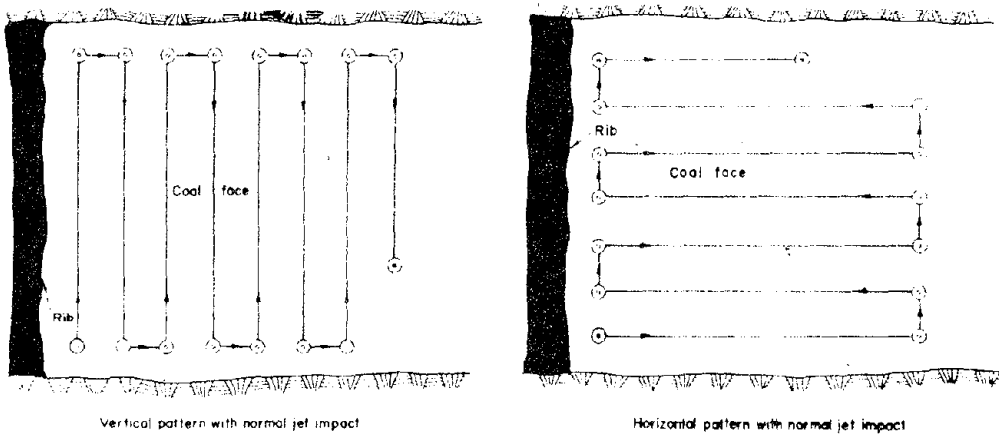 Coal face
Rib
Vertical pattern with normal jet impact
Rib
Coal face
Horizontal pattern with normal jet impact